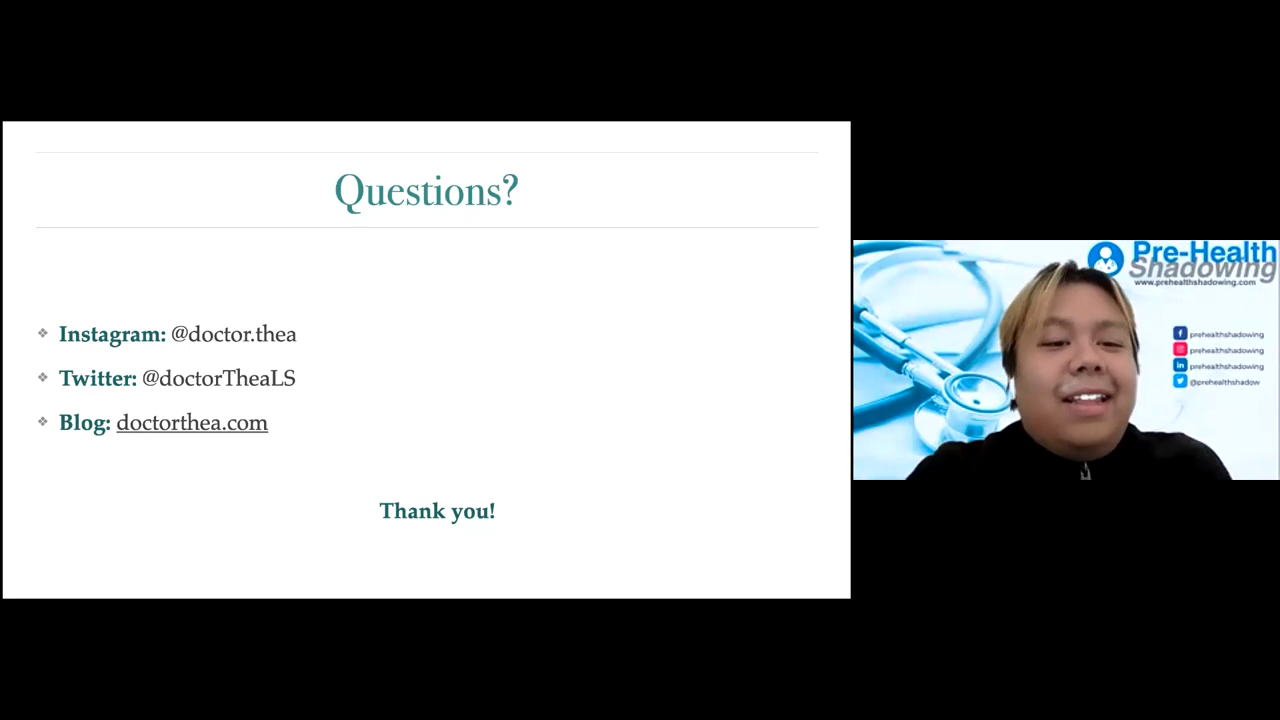 Questions?
❖ Instagram: @doctor.thea
❖ Twitter: @doctorTheaLS
❖ Blog: doctorthea.com
Thank you!
Pre-Health
Shadowing
www.prehealthshadowing.com
prehealthshadowing
prehealthshadowing
prehealthshadowing
@prehealthshadow